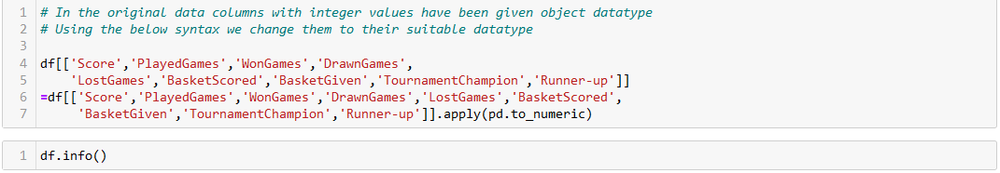 1 # In the original data columns with integer values have been given object datatype
2 # Using the below syntax we change them to their suitable datatype
3
4 df[['Score','PlayedGames','WonGames','DrawnGames',
5 'LostGames','BasketScored','BasketGiven','TournamentChampion','Runner-up']]
6 =df[['Score','PlayedGames','WonGames','DrawnGames','LostGames','BasketScored',
7 'BasketGiven','TournamentChampion','Runner-up']].apply(pd.to_numeric)
1 df.info()